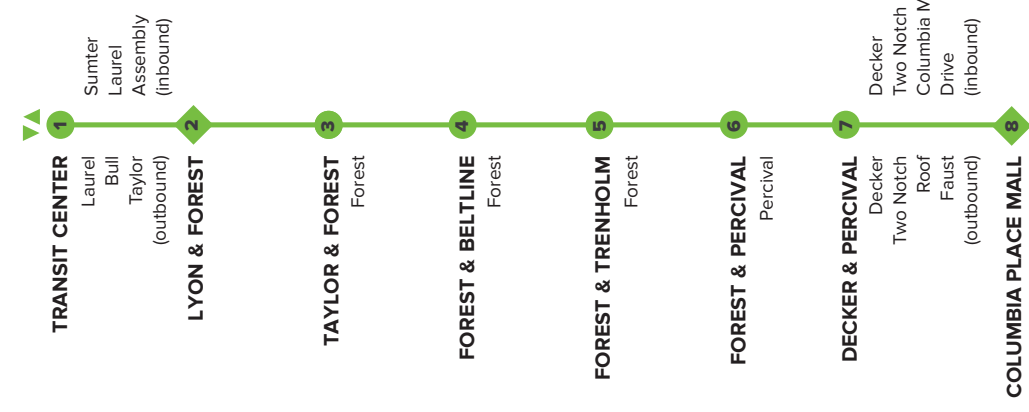 1
TRANSIT CENTER
Laurel
Bull
Taylor
(outbound)
Sumter
Laurel
Assembly
(inbound)
2
LYON & FOREST
3
TAYLOR & FOREST
Forest
4
FOREST & BELTLINE
Forest
5
FOREST & TRENHOLM
Forest
6
FOREST & PERCIVAL
Percival
7
DECKER & PERCIVAL
Decker
Two Notch
Roof
Faust
(outbound)
Decker
Two Notch
Columbia M
Drive
(inbound)
8
COLUMBIA PLACE MALL